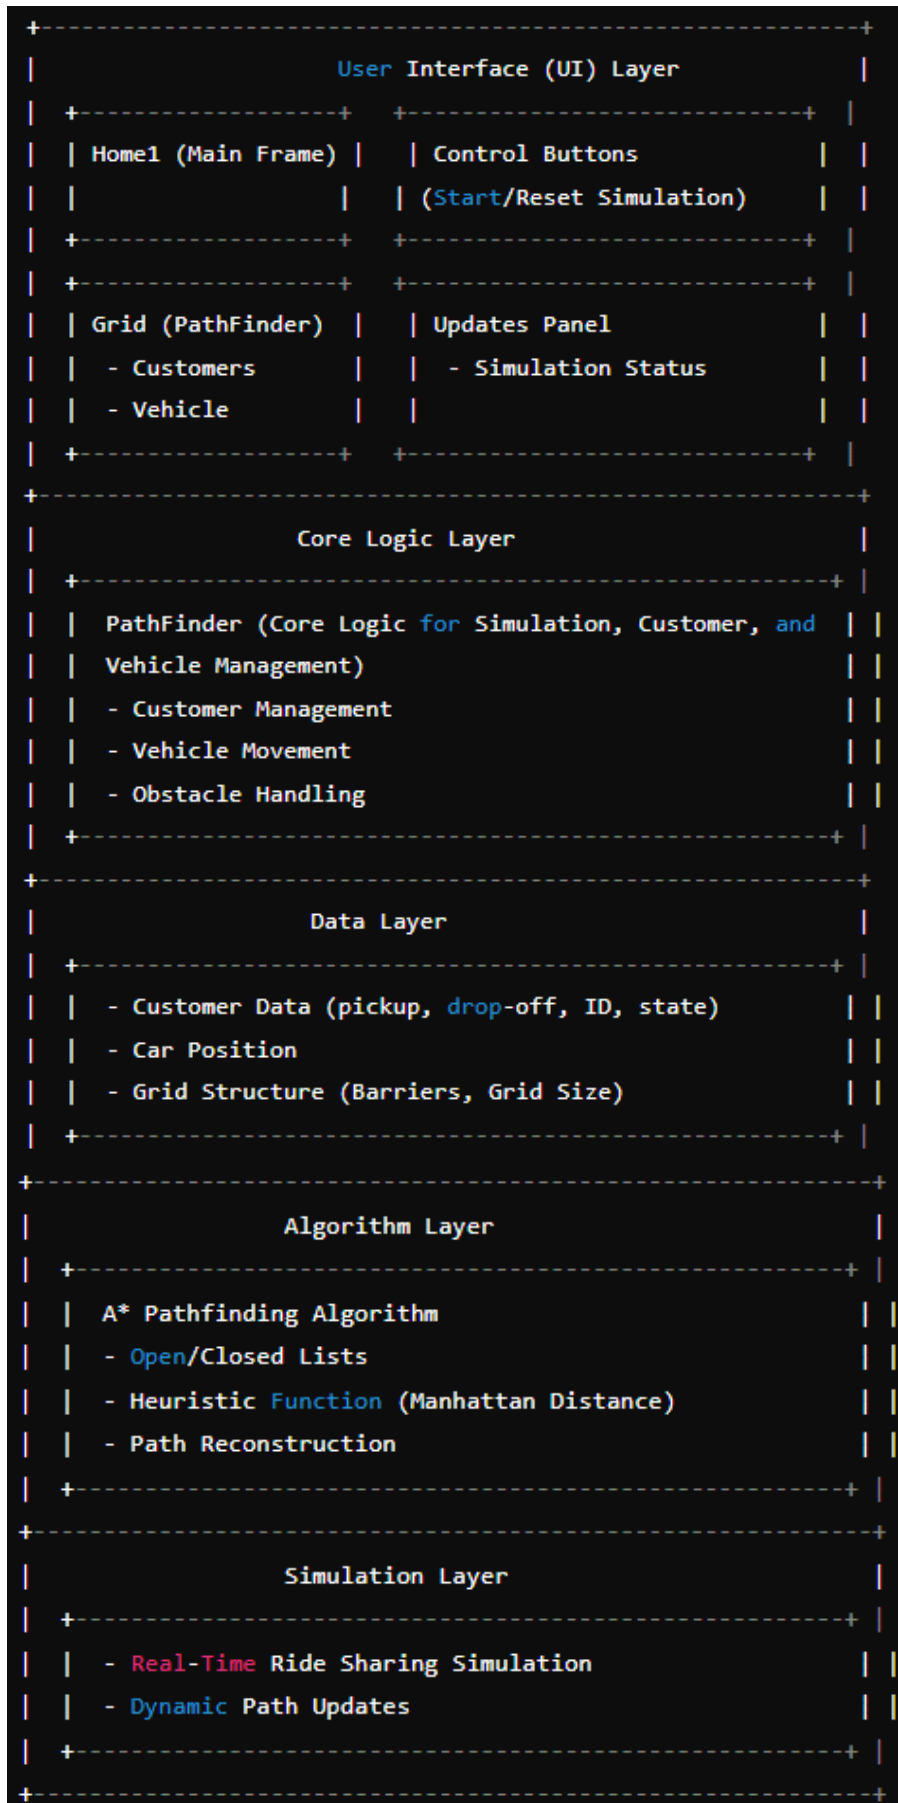 User Interface (UI) Layer
Home1 (Main Frame)
Control Buttons
(Start/Reset Simulation)
Grid (PathFinder)
- Customers
- Vehicle
Updates Panel
- Simulation Status
Core Logic Layer
PathFinder (Core Logic for Simulation, Customer, and
Vehicle Management)
- Customer Management
- Vehicle Movement
- Obstacle Handling
Data Layer
- Customer Data (pickup, drop-off, ID, state)
- Car Position
- Grid Structure (Barriers, Grid Size)
Algorithm Layer
A* Pathfinding Algorithm
- Open/Closed Lists
- Heuristic Function (Manhattan Distance)
- Path Reconstruction
Simulation Layer
- Real-Time Ride Sharing Simulation
- Dynamic Path Updates